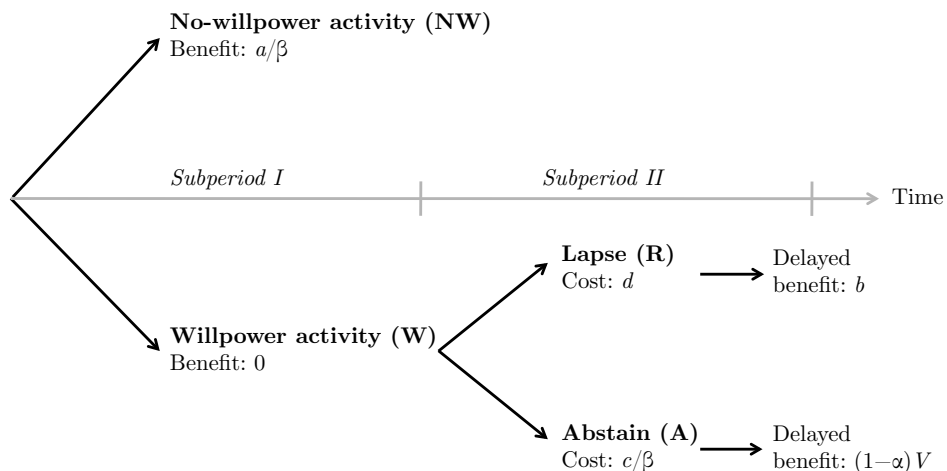 No-willpower activity (NW)
Benefit: a/β
Subperiod I
Subperiod II
Time
Lapse (R)
Cost: d
Delayed
benefit: b
Willpower activity (W)
Benefit: 0
Abstain (A)
Cost: c/β
Delayed
benefit: (1−α)V